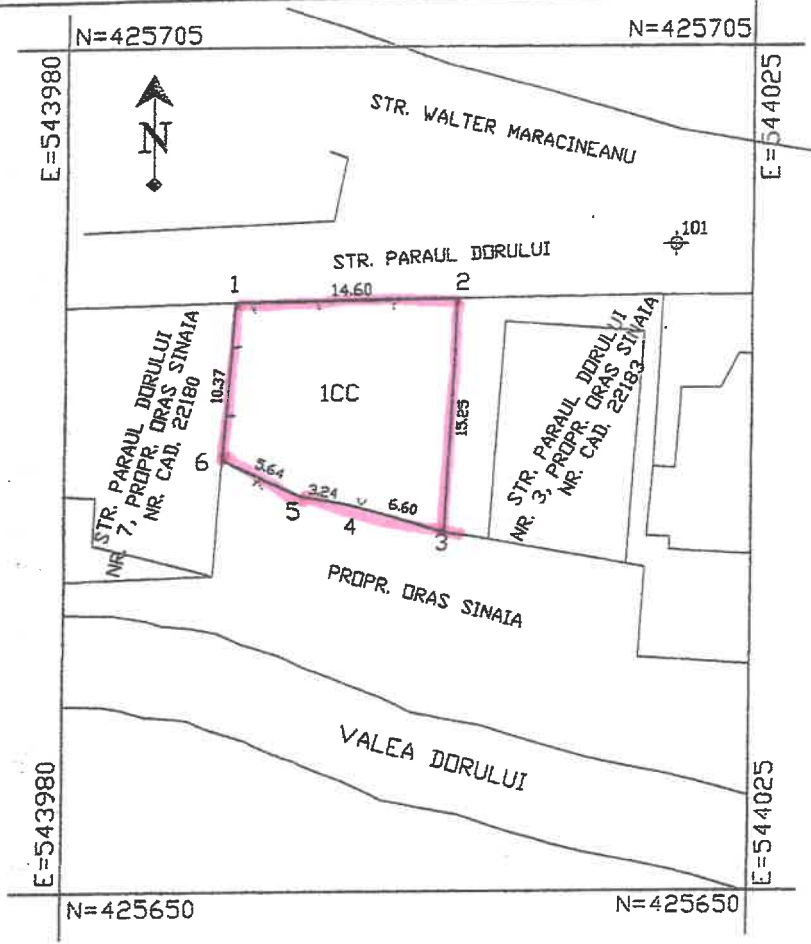 N=425705
N=425705
E=543980
E=544025
N
STR. WALTER MARACINEANU
101
STR. PARAUL DORULUI
1
14.60
2
STR. PARAUL DORULUI
NR. 7, PROPR. ORAS SINAIA
NR. CAD. 22180
10.37
1CC
15.25
STR. PARAUL DORULUI
NR. 3, PROPR. ORAS SINAIA
NR. CAD. 22183
6
5.64
3.24
6.60
5
4
3
PROPR. ORAS SINAIA
VALEA DORULUI
E=543980
E=544025
N=425650
N=425650